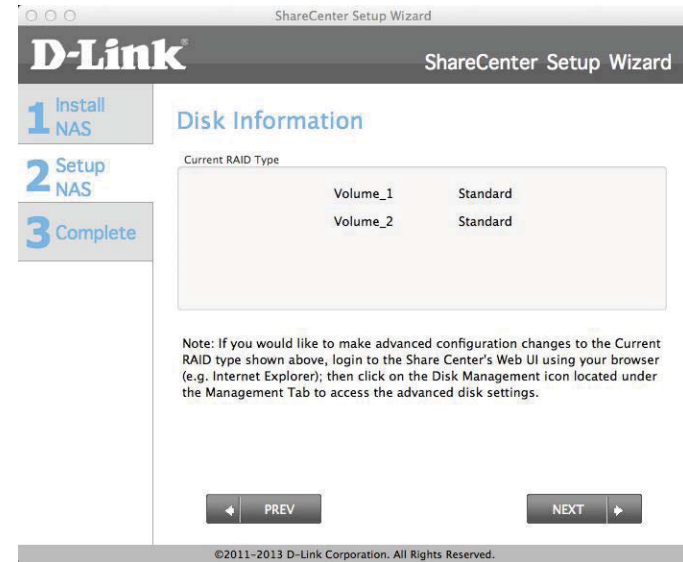 ShareCenter Setup Wizard
D-Link®
ShareCenter Setup Wizard
1 Install
NAS
2 Setup
NAS
3 Complete
Disk Information
Current RAID Type
Volume_1 Standard
Volume_2 Standard
Note: If you would like to make advanced configuration changes to the Current
RAID type shown above, login to the Share Center's Web UI using your browser
(e.g. Internet Explorer); then click on the Disk Management icon located under
the Management Tab to access the advanced disk settings.
PREV
NEXT
©2011-2013 D-Link Corporation. All Rights Reserved.